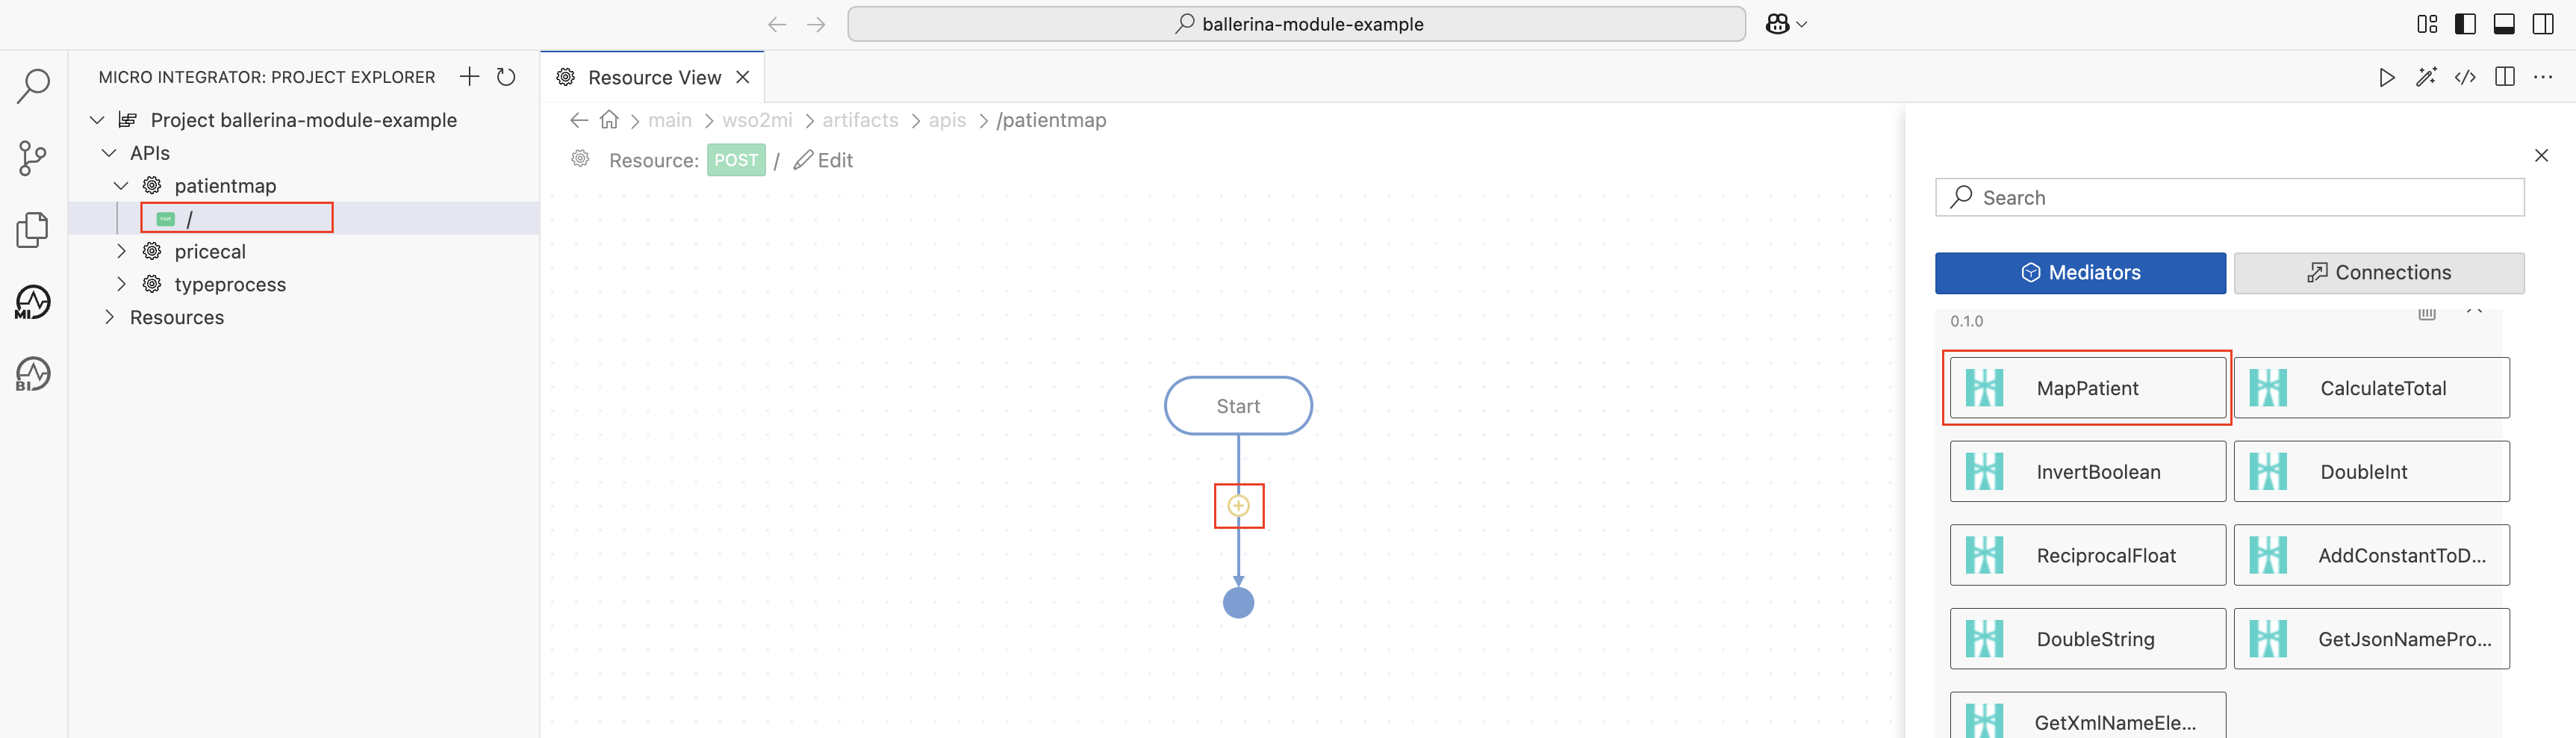 ballerina-module-example
MICRO INTEGRATOR: PROJECT EXPLORER
Resource View
Project ballerina-module-example
APIs
patientmap
/
pricecal
typeprocess
Resources
MI
BI
main > wso2mi > artifacts > apis > /patientmap
Resource: POST / Edit
Start
Search
Mediators
Connections
0.1.0
MapPatient
CalculateTotal
InvertBoolean
DoubleInt
ReciprocalFloat
AddConstantToD...
DoubleString
GetJsonNamePro...
GetXmlNameEle...